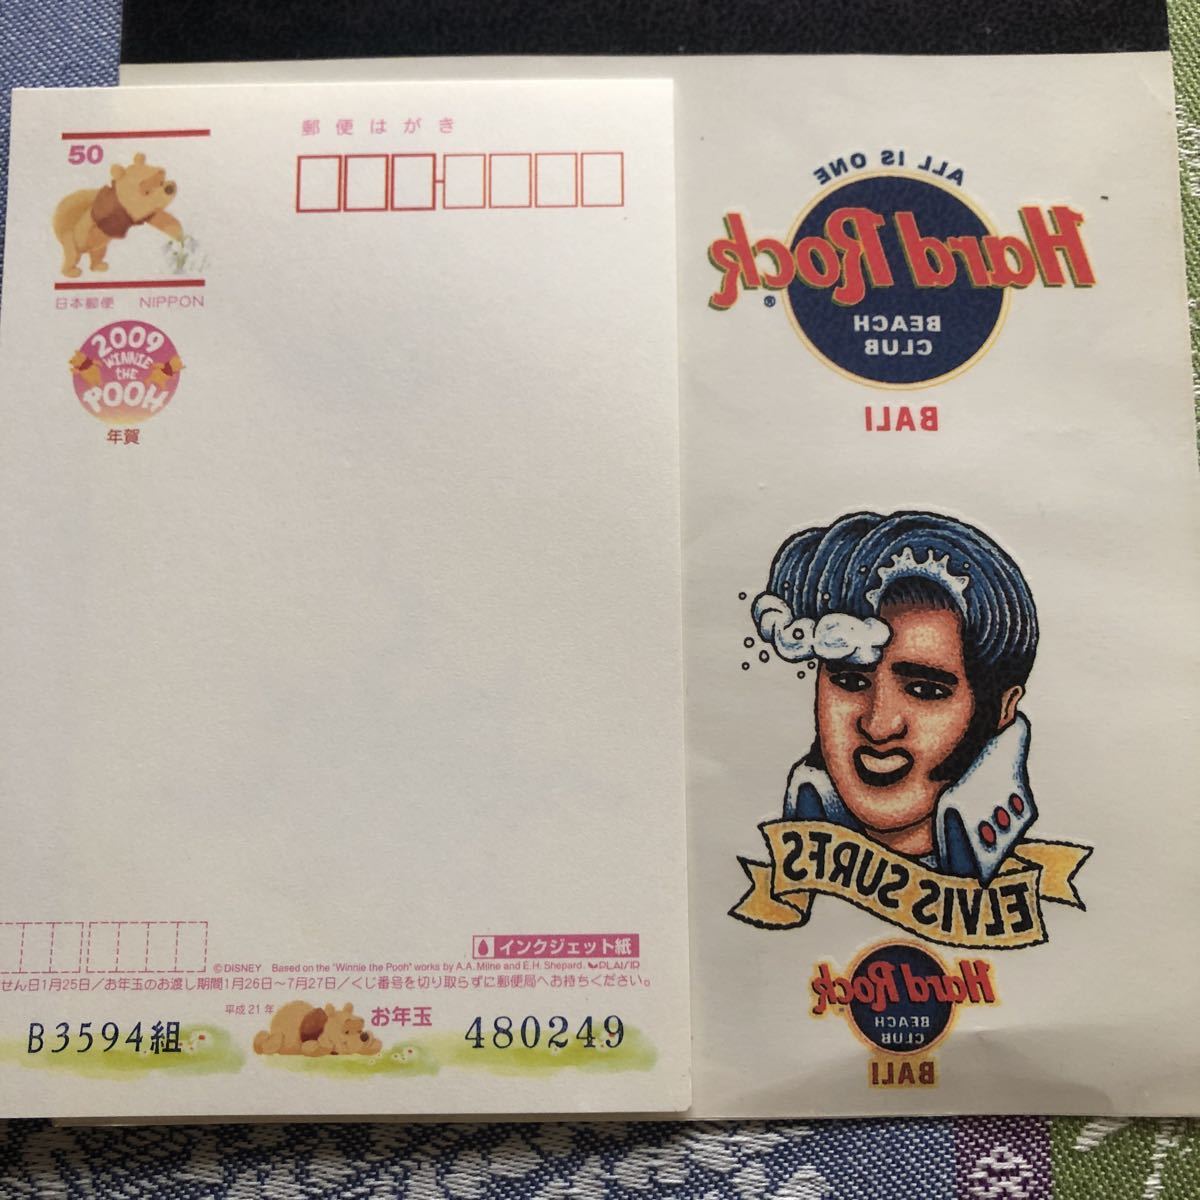 郵便はがき
50
日本郵便 NIPPON
2009
WINNIE
THE
POOH
年賀
インクジェット紙
©DISNEY Based on the "Winnie the Pooh" works by A.A. Milne and E.H. Shepard. PLAISIR
せん日1月25日/お年玉のお渡し期間1月26日~7月27日/くじ番号を切り取らずに郵便局へお持ちください。
平成21年 お年玉
B3594組 480249
ALL IS ONE
Hard Rock ®
BEACH
CLUB
BALI
ELVIS SURFS
Hard Rock
BEACH
CLUB
BALI